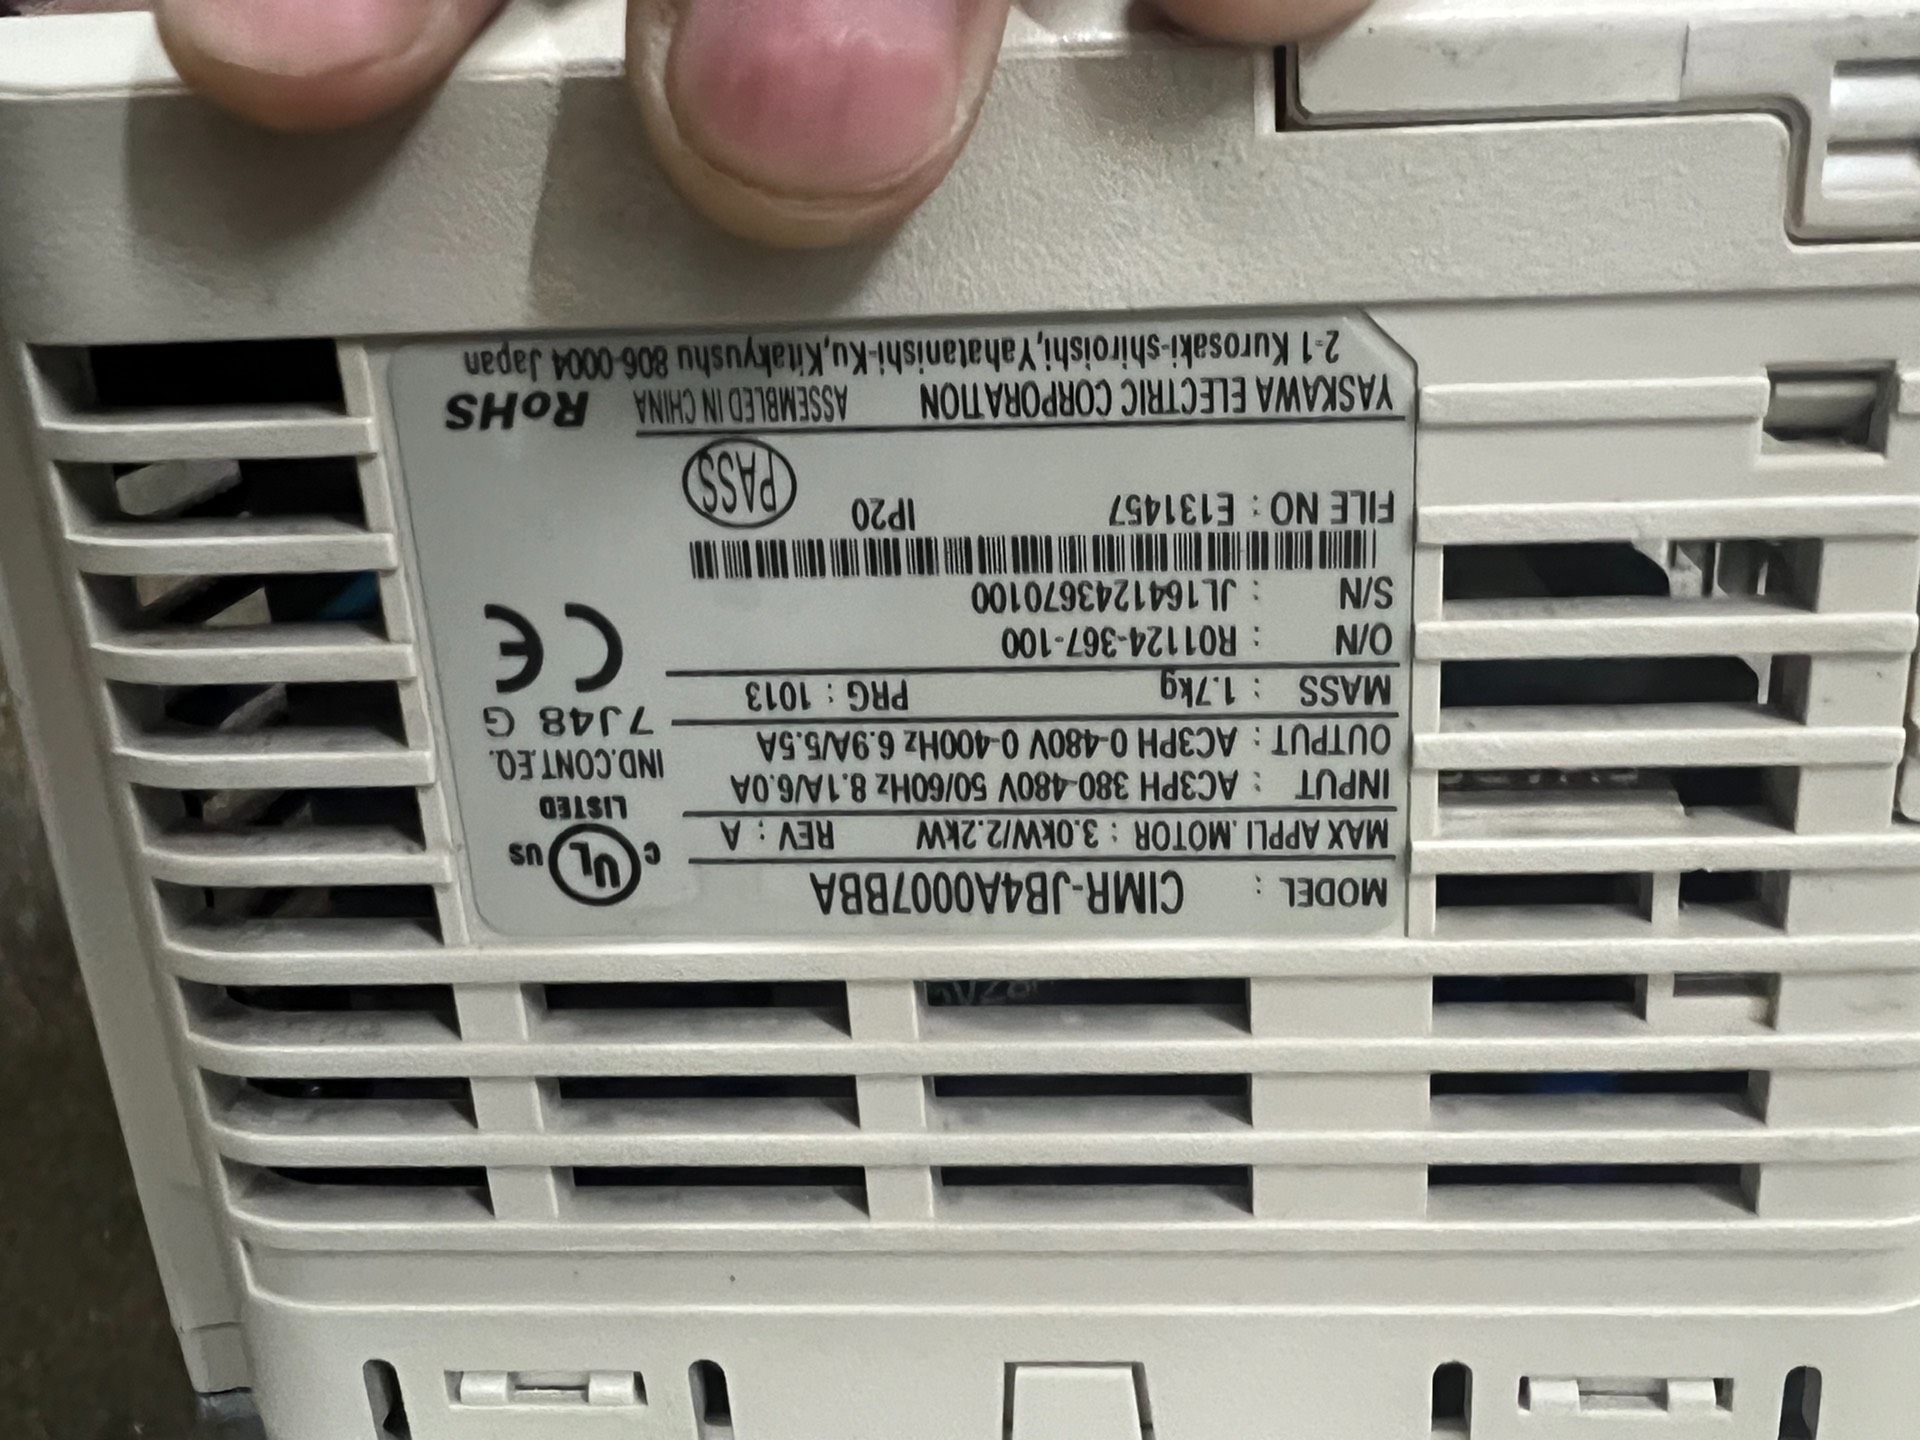 MODEL : CIMR-JB4A0007BBA
MAX APPLI. MOTOR : 3.0kW/2.2kW REV : A
INPUT : AC3PH 380-480V 50/60Hz 8.1A/6.0A
OUTPUT : AC3PH 0-480V 0-400Hz 6.9A/5.5A
MASS : 1.7kg PRG : 1013
O/N : R01124-367-100
S/N : JL1641243670100
FILE NO : E131457 IP20 PASS
YASKAWA ELECTRIC CORPORATION ASSEMBLED IN CHINA
2-1 Kurosaki-shiroishi,Yahatanishi-Ku,Kitakyushu 806-0004 Japan
C UL US
LISTED
IND.CONT.EQ.
7J48 G
CE
RoHS